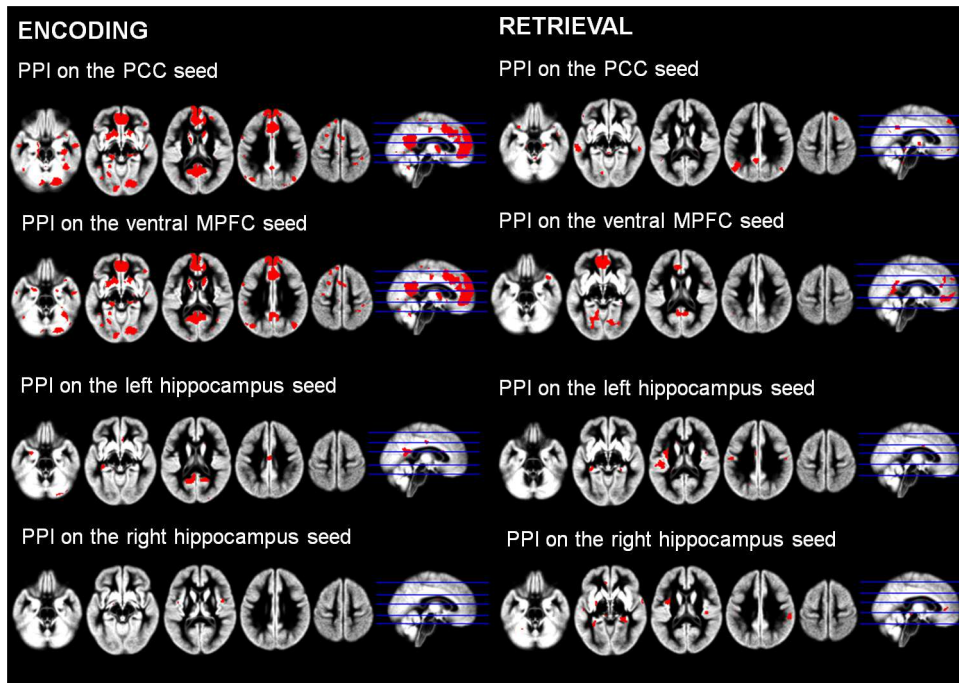 ENCODING
PPI on the PCC seed
PPI on the ventral MPFC seed
PPI on the left hippocampus seed
PPI on the right hippocampus seed
RETRIEVAL
PPI on the PCC seed
PPI on the ventral MPFC seed
PPI on the left hippocampus seed
PPI on the right hippocampus seed